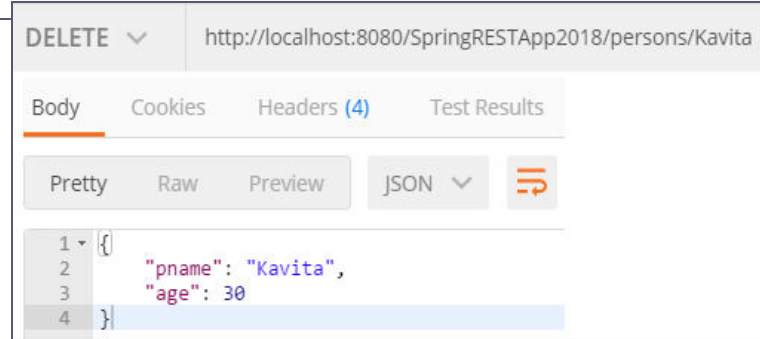 DELETE http://localhost:8080/SpringRESTApp2018/persons/Kavita
Body Cookies Headers (4) Test Results
Pretty Raw Preview JSON
1 {
2 "pname": "Kavita",
3 "age": 30
4 }